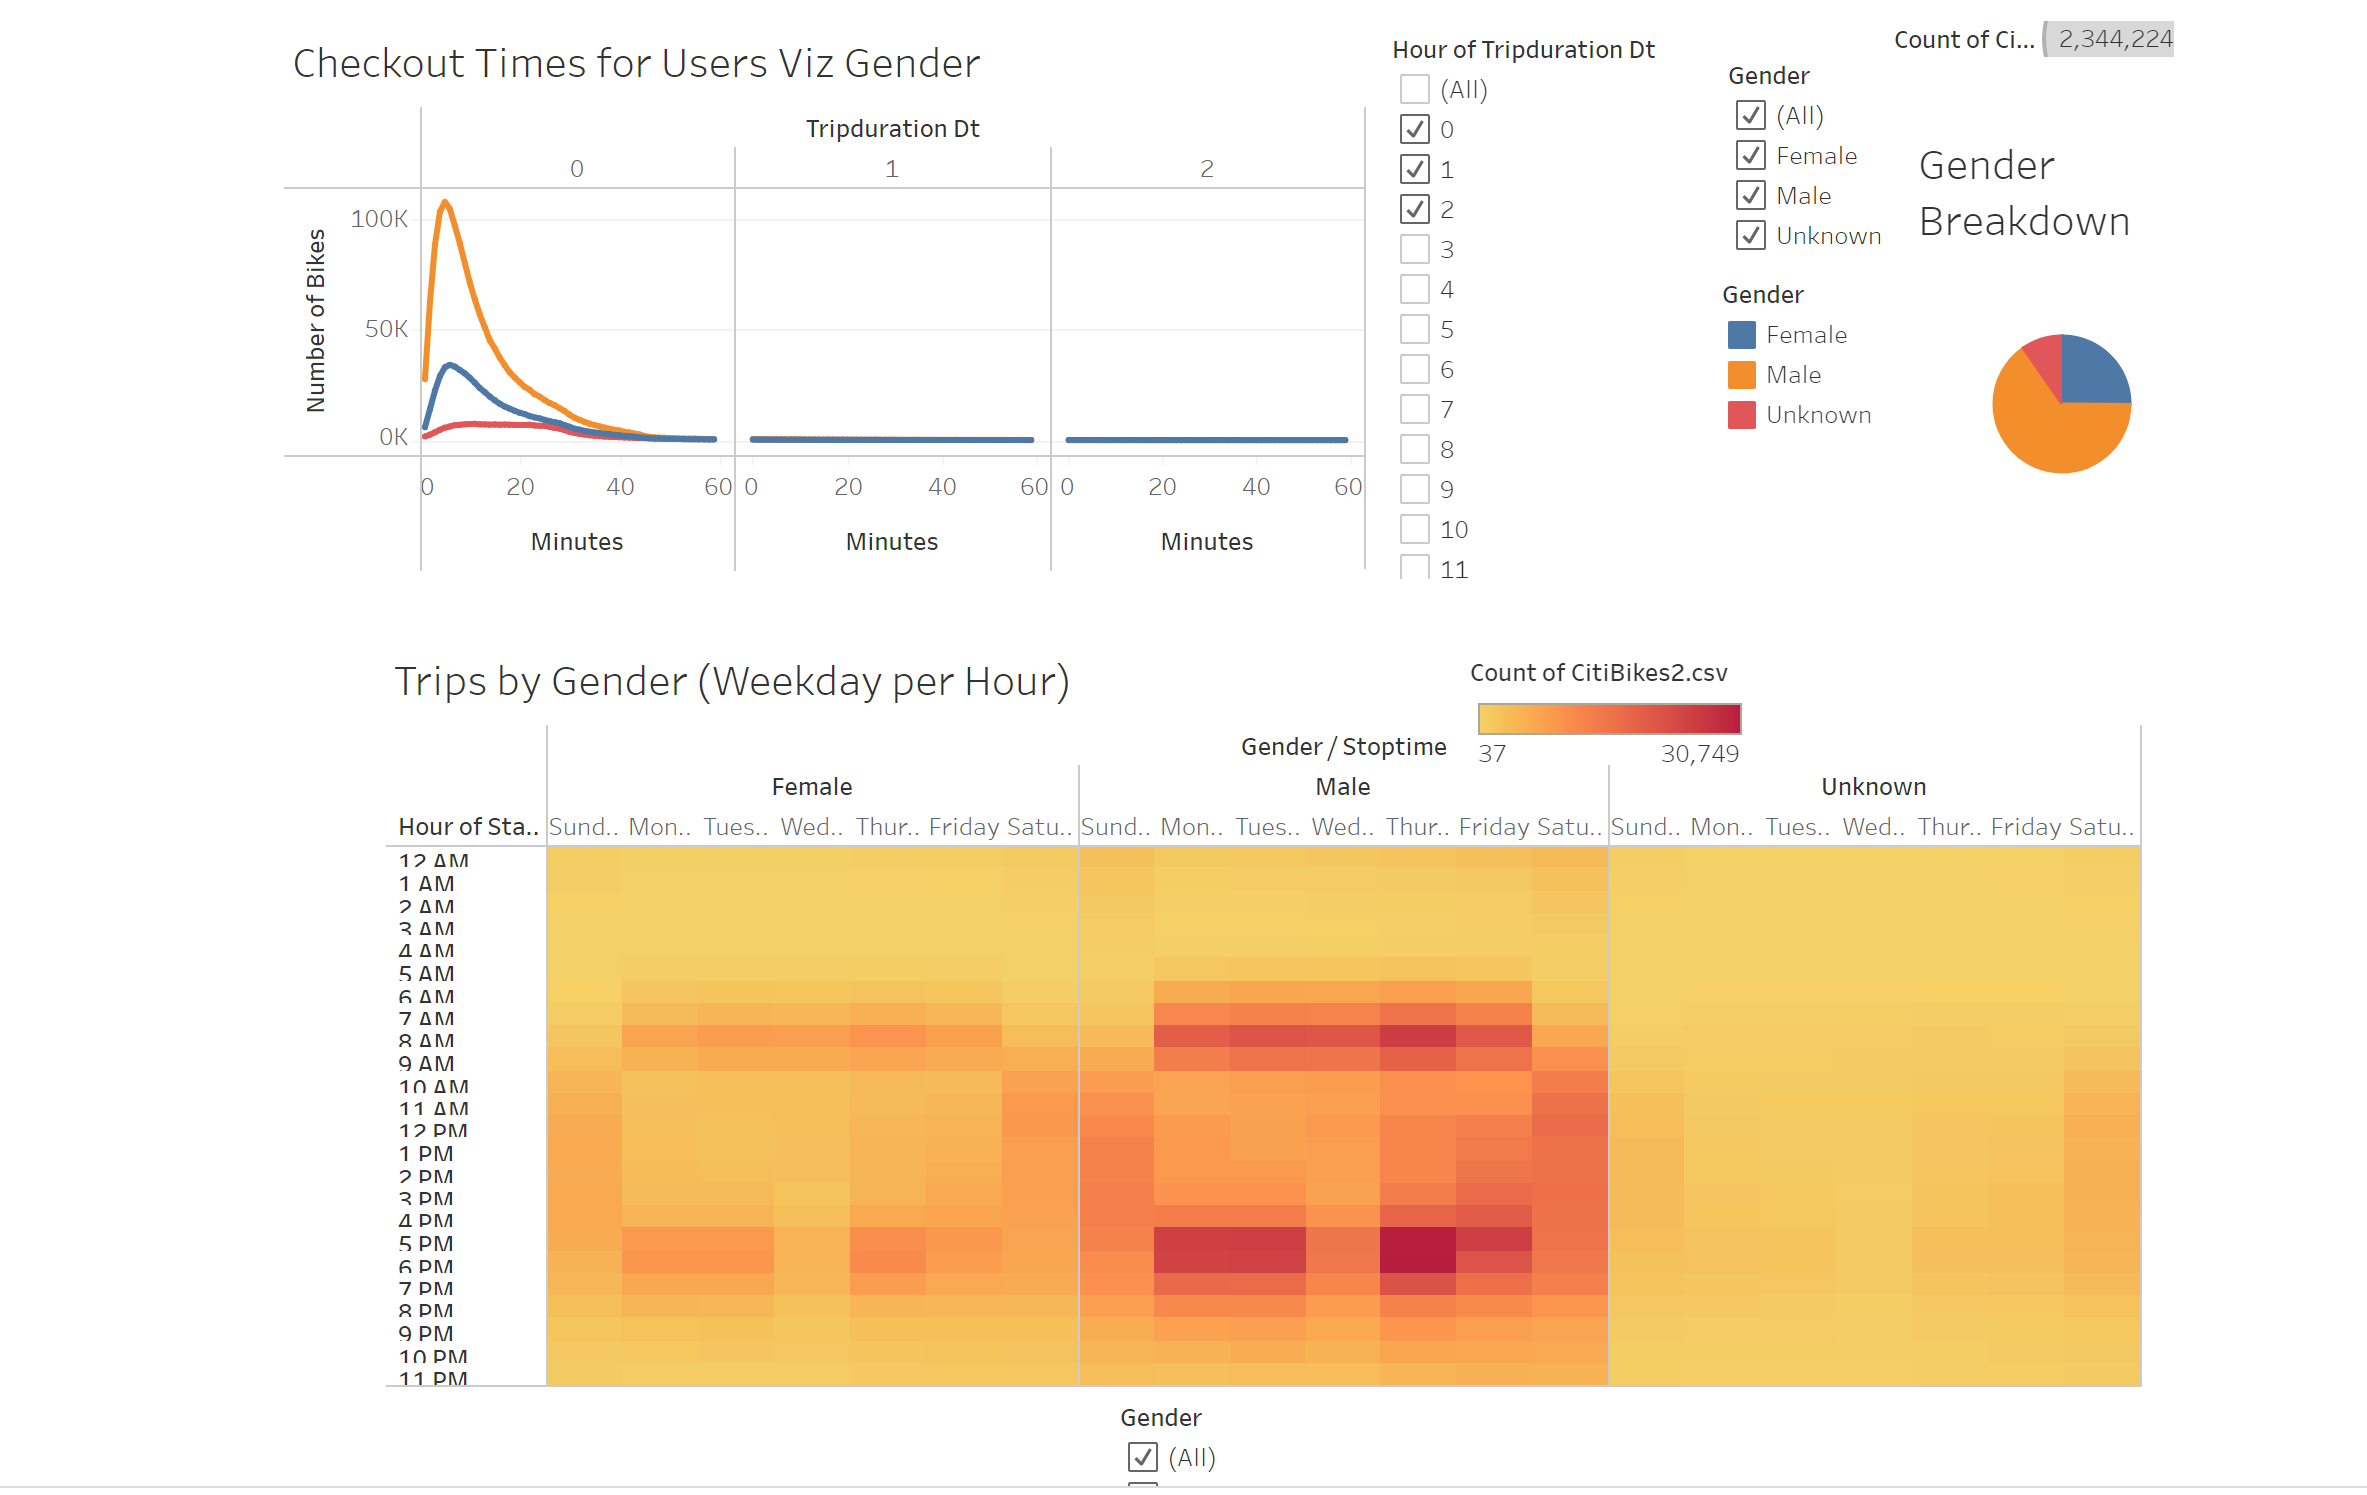 Checkout Times for Users Viz Gender
Tripduration Dt
0 1 2
Number of Bikes
100K
50K
0K
0 20 40 60 0 20 40 60 0 20 40 60
Minutes Minutes Minutes
Hour of Tripduration Dt
(All)
0
1
2
3
4
5
6
7
8
9
10
11
Count of Ci... 2,344,224
Gender
(All)
Female
Male
Unknown
Gender
Female
Male
Unknown
Gender
Breakdown
Trips by Gender (Weekday per Hour)
Count of CitiBikes2.csv
37 30,749
Gender / Stoptime
Female Male Unknown
Hour of Sta.. Sund.. Mon.. Tues.. Wed.. Thur.. Friday Satu.. Sund.. Mon.. Tues.. Wed.. Thur.. Friday Satu.. Sund.. Mon.. Tues.. Wed.. Thur.. Friday Satu..
12 AM
1 AM
2 AM
3 AM
4 AM
5 AM
6 AM
7 AM
8 AM
9 AM
10 AM
11 AM
12 PM
1 PM
2 PM
3 PM
4 PM
5 PM
6 PM
7 PM
8 PM
9 PM
10 PM
11 PM
Gender
(All)